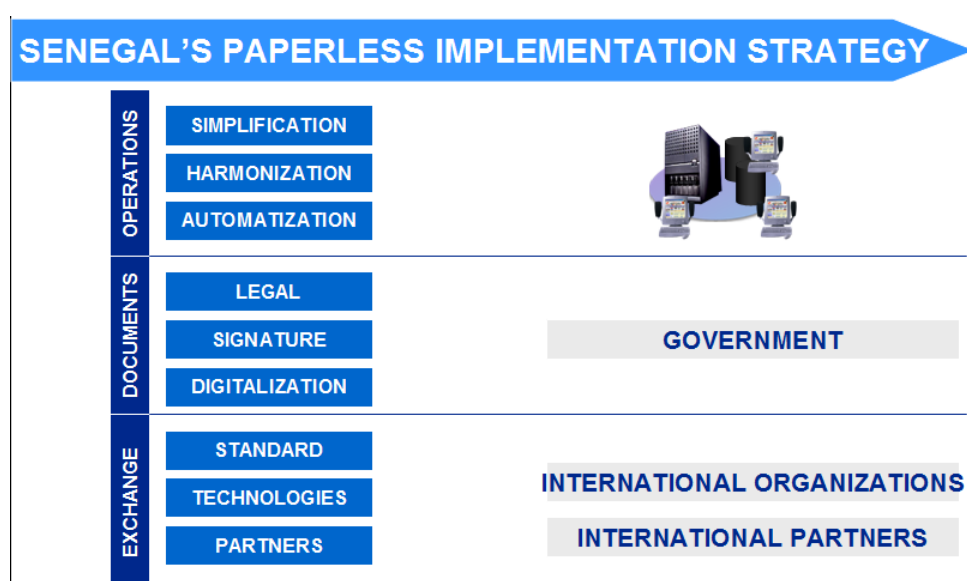 SENEGAL'S PAPERLESS IMPLEMENTATION STRATEGY
OPERATIONS
SIMPLIFICATION
HARMONIZATION
AUTOMATIZATION
DOCUMENTS
LEGAL
SIGNATURE
DIGITALIZATION
GOVERNMENT
EXCHANGE
STANDARD
TECHNOLOGIES
PARTNERS
INTERNATIONAL ORGANIZATIONS
INTERNATIONAL PARTNERS